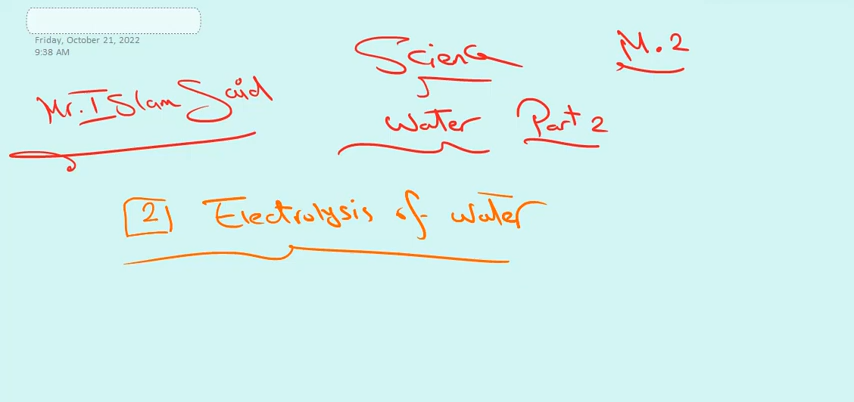 Friday, October 21, 2022
9:38 AM
Science M.2
Mr. Islam Said
Water Part 2
2 Electrolysis of water